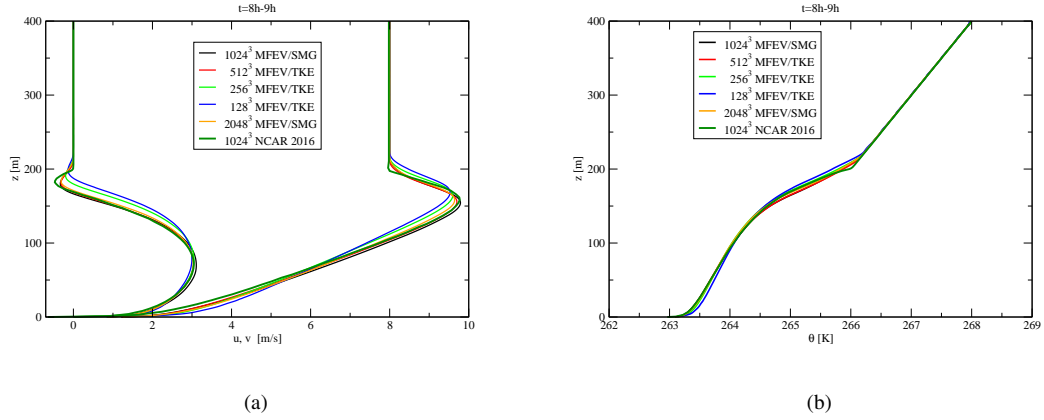 t=8h-9h
400
300
200
100
0
z [m]
1024³ MFEV/SMG
512³ MFEV/TKE
256³ MFEV/TKE
128³ MFEV/TKE
2048³ MFEV/SMG
1024³ NCAR 2016
0 2 4 6 8 10
u, v [m/s]
(a)
t=8h-9h
400
300
200
100
0
z [m]
1024³ MFEV/SMG
512³ MFEV/TKE
256³ MFEV/TKE
128³ MFEV/TKE
2048³ MFEV/SMG
1024³ NCAR 2016
262 263 264 265 266 267 268 269
θ [K]
(b)